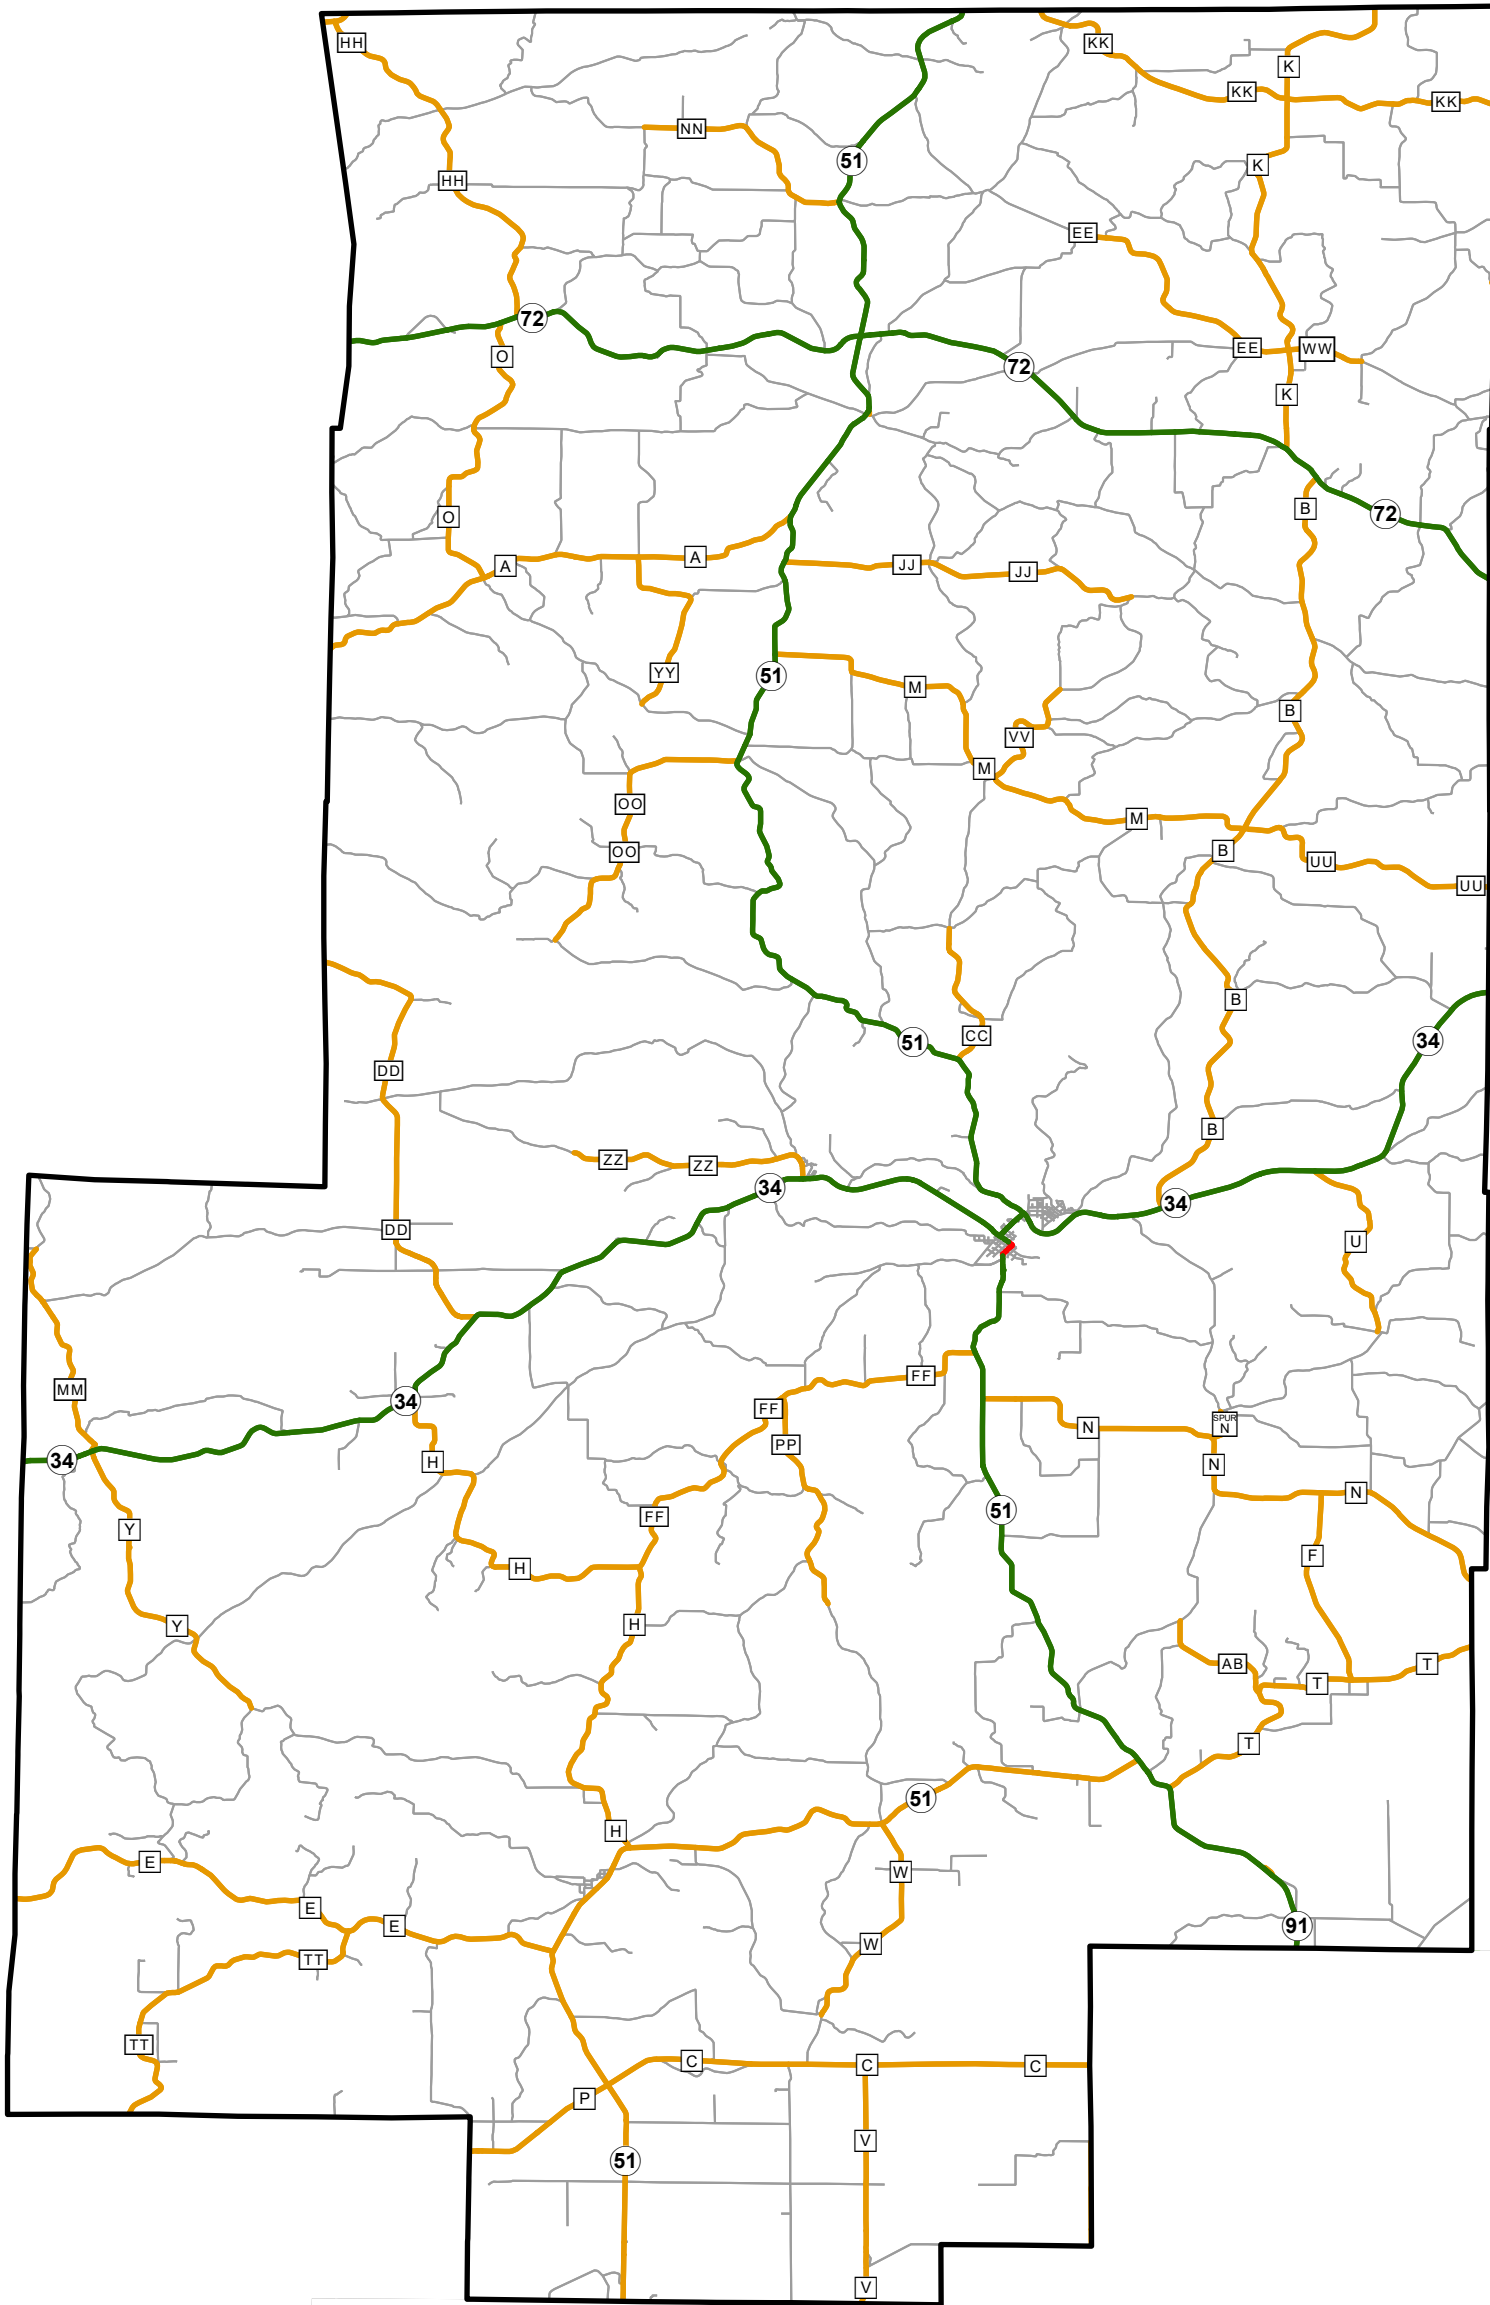 HH
KK
K
KK
KK
NN
51
K
HH
EE
72
EE
WW
O
72
K
O
B
72
A
A
JJ
JJ
YY
51
M
B
VV
M
OO
M
OO
B
UU
UU
B
CC
51
34
DD
B
ZZ
ZZ
34
34
DD
U
FF
MM
34
FF
N
SPUR
N
PP
34
H
N
N
51
FF
Y
F
H
Y
H
AB
T
T
T
51
H
E
W
E
E
91
W
TT
TT
C
C
C
P
V
51
V